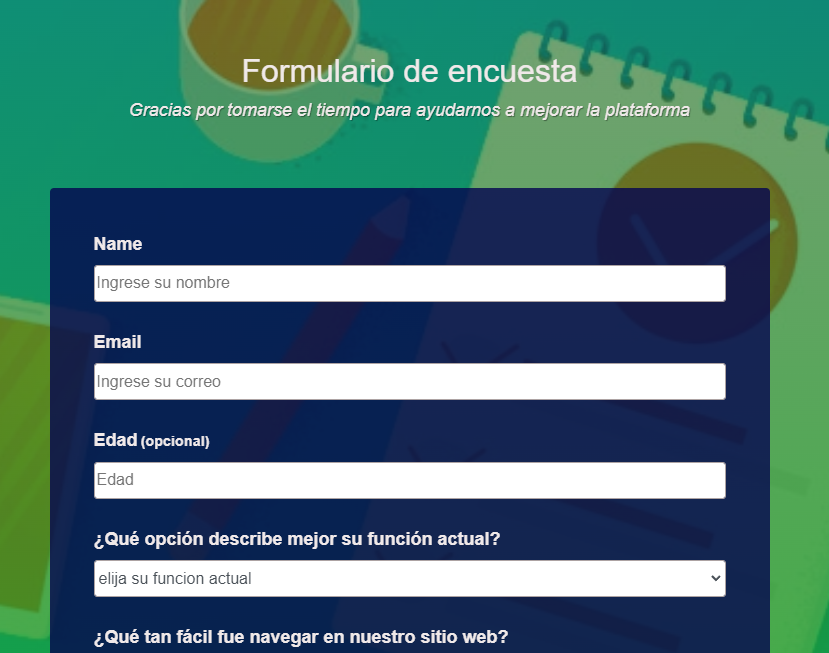 Formulario de encuesta
Gracias por tomarse el tiempo para ayudarnos a mejorar la plataforma
Name
Ingrese su nombre
Email
Ingrese su correo
Edad (opcional)
Edad
¿Qué opción describe mejor su función actual?
elija su funcion actual
¿Qué tan fácil fue navegar en nuestro sitio web?